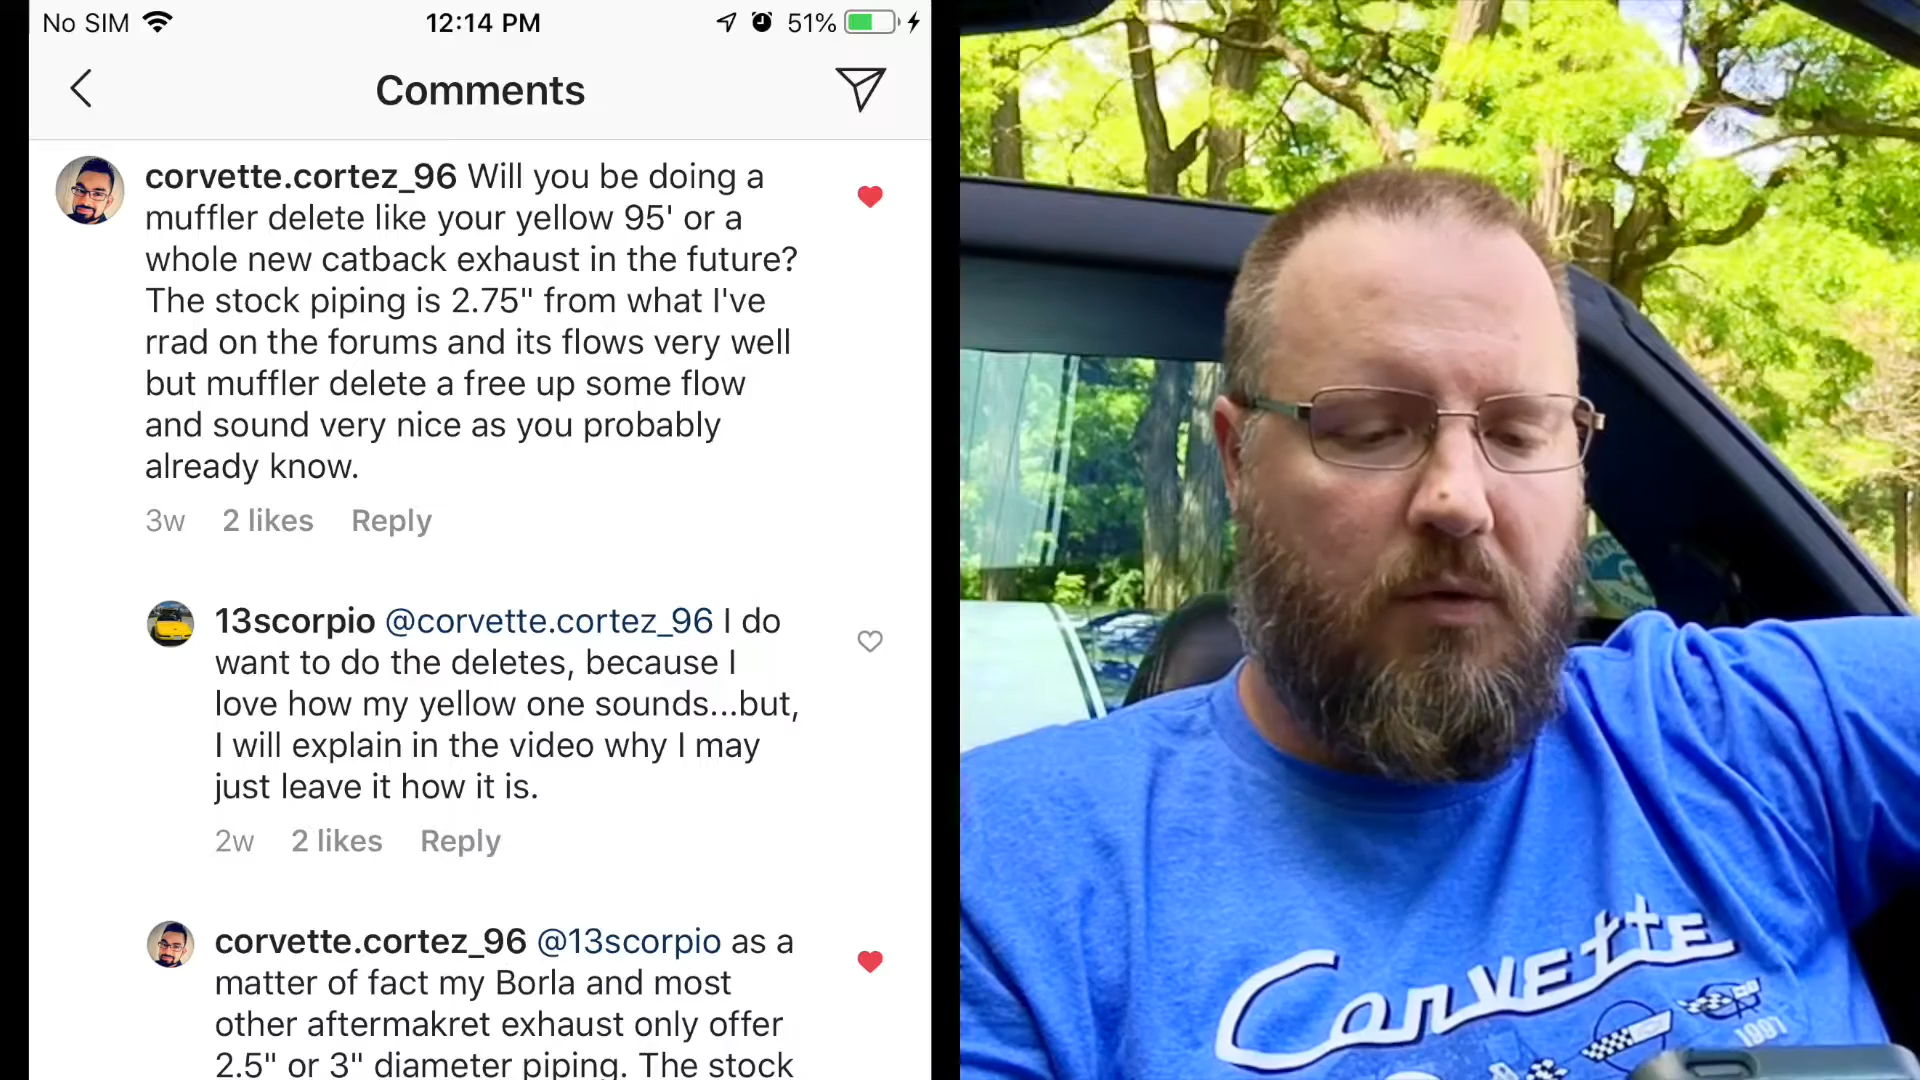 No SIM 12:14 PM 51%
Comments
corvette.cortez_96 Will you be doing a
muffler delete like your yellow 95' or a
whole new catback exhaust in the future?
The stock piping is 2.75" from what I've
rrad on the forums and its flows very well
but muffler delete a free up some flow
and sound very nice as you probably
already know.
3w 2 likes Reply
13scorpio @corvette.cortez_96 I do
want to do the deletes, because I
love how my yellow one sounds...but,
I will explain in the video why I may
just leave it how it is.
2w 2 likes Reply
corvette.cortez_96 @13scorpio as a
matter of fact my Borla and most
other aftermakret exhaust only offer
2.5" or 3" diameter piping. The stock
Corvette
1997